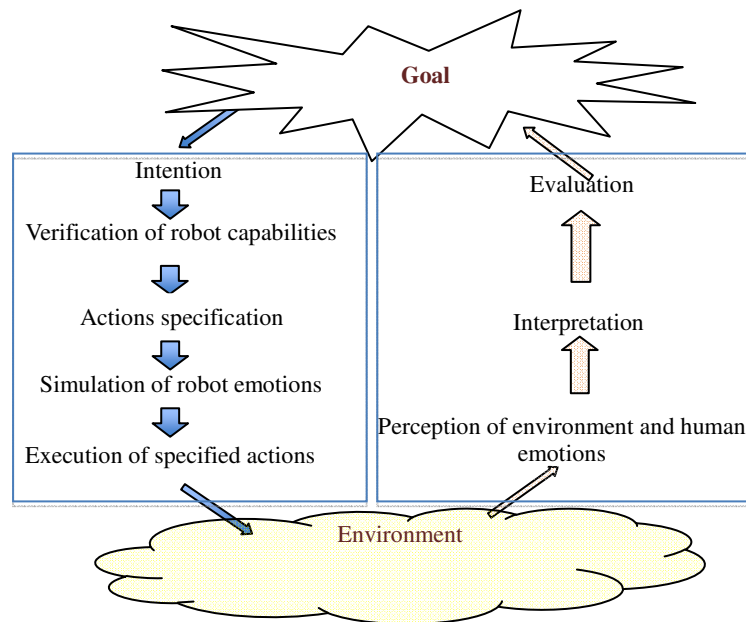 Goal
Intention
Verification of robot capabilities
Actions specification
Simulation of robot emotions
Execution of specified actions
Evaluation
Interpretation
Perception of environment and human
emotions
Environment